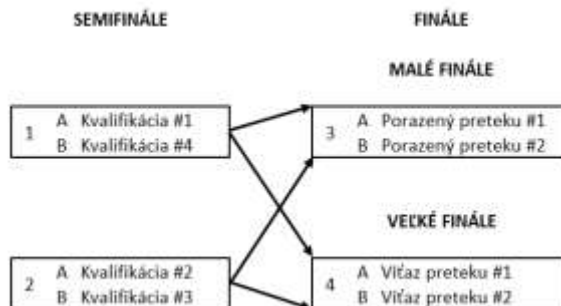 SEMIFINÁLE
FINÁLE
MALÉ FINÁLE
1 A Kvalifikácia #1
B Kvalifikácia #4
3 A Porazený preteku #1
B Porazený preteku #2
VEĽKÉ FINÁLE
2 A Kvalifikácia #2
B Kvalifikácia #3
4 A Víťaz preteku #1
B Víťaz preteku #2